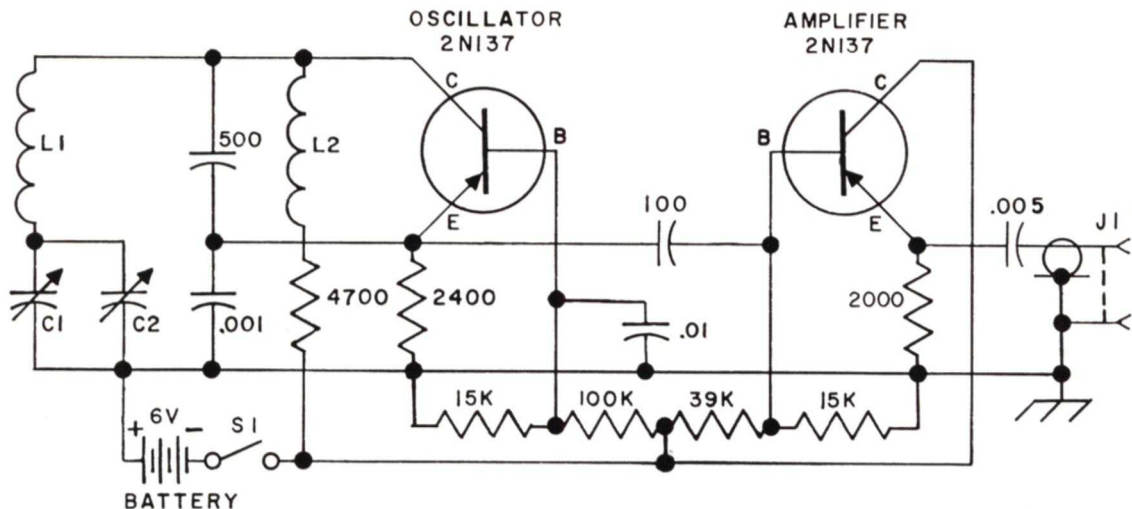 OSCILLATOR
2N137
AMPLIFIER
2N137
C
C
L1
500
L2
B
B
E
100
E
.005
J1
C1
C2
.001
4700
2400
.01
2000
15K
100K
39K
15K
+ 6V -
S1
BATTERY